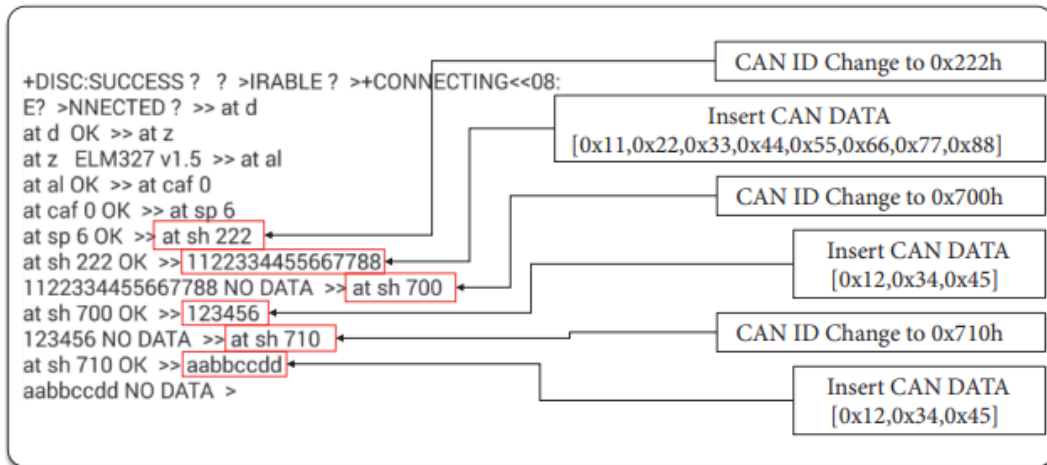 +DISC:SUCCESS ?   ?  >IRABLE ?  >+CONNECTING<<08:
E?  >NNECTED ?  >> at d
at d  OK  >> at z
at z   ELM327 v1.5  >> at al
at al OK  >> at caf 0
at caf 0 OK  >> at sp 6
at sp 6 OK  >> at sh 222
at sh 222 OK  >> 1122334455667788
1122334455667788 NO DATA  >> at sh 700
at sh 700 OK  >> 123456
123456 NO DATA  >> at sh 710
at sh 710 OK  >> aabbccdd
aabbccdd NO DATA  >
CAN ID Change to 0x222h
Insert CAN DATA
[0x11,0x22,0x33,0x44,0x55,0x66,0x77,0x88]
CAN ID Change to 0x700h
Insert CAN DATA
[0x12,0x34,0x45]
CAN ID Change to 0x710h
Insert CAN DATA
[0x12,0x34,0x45]